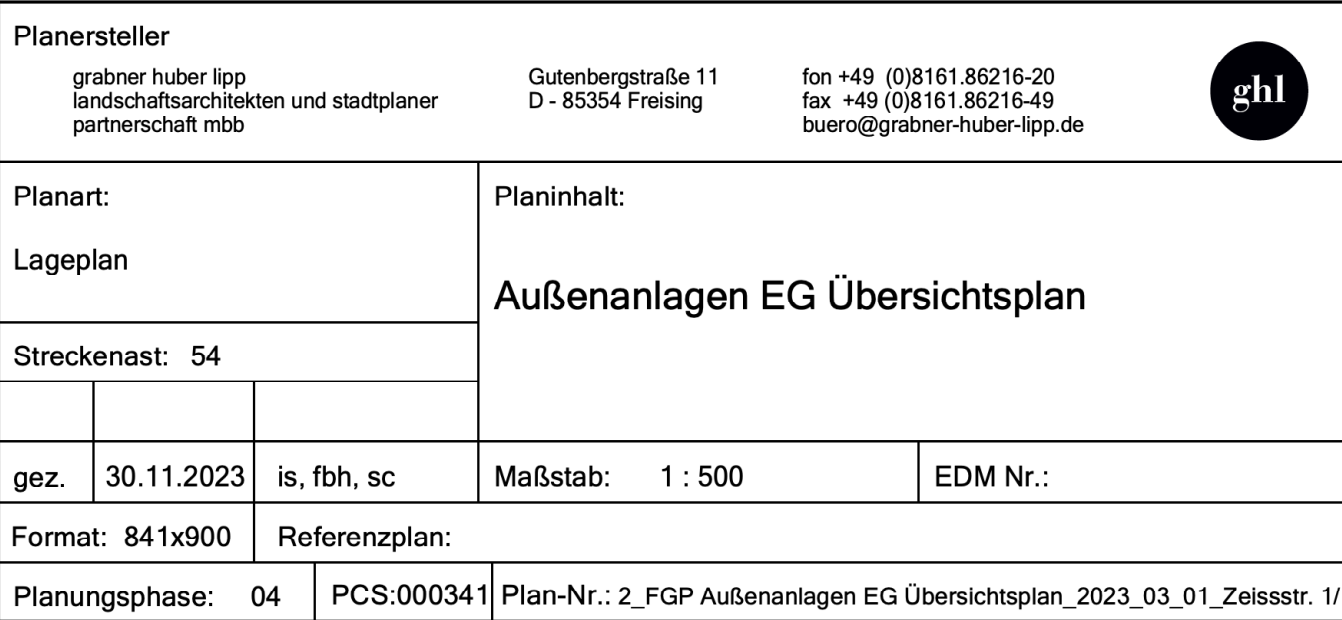 Planersteller
grabner huber lipp
landschaftsarchitekten und stadtplaner
partnerschaft mbb
Gutenbergstraße 11
D - 85354 Freising
fon +49 (0)8161.86216-20
fax +49 (0)8161.86216-49
buero@grabner-huber-lipp.de
ghl
Planart:
Lageplan
Planinhalt:
Außenanlagen EG Übersichtsplan
Streckenast: 54
gez. 30.11.2023 is, fbh, sc
Maßstab: 1 : 500
EDM Nr.:
Format: 841x900
Referenzplan:
Planungsphase: 04
PCS:000341
Plan-Nr.: 2_FGP Außenanlagen EG Übersichtsplan_2023_03_01_Zeissstr. 1/